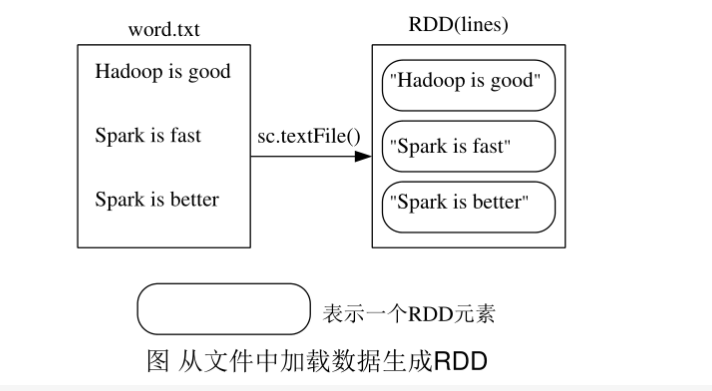 word.txt
Hadoop is good
Spark is fast
Spark is better
sc.textFile()
RDD(lines)
"Hadoop is good"
"Spark is fast"
"Spark is better"
表示一个RDD元素
图 从文件中加载数据生成RDD